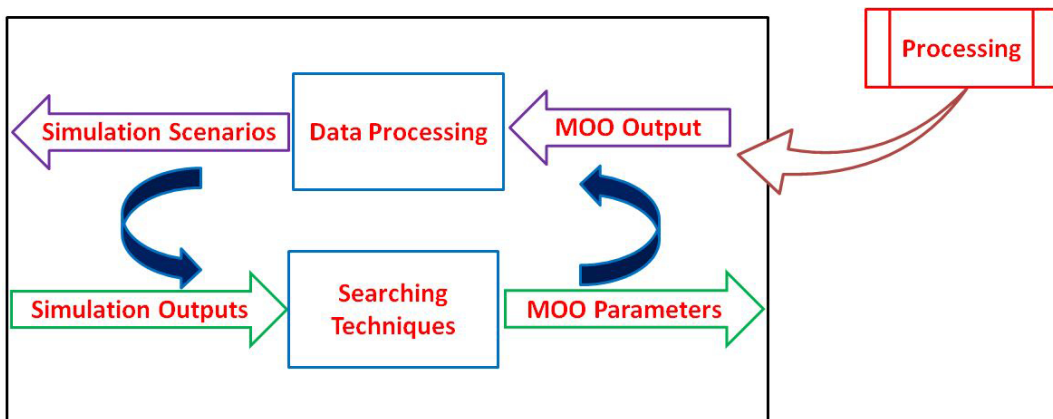 Processing
Simulation Scenarios
Data Processing
MOO Output
Simulation Outputs
Searching
Techniques
MOO Parameters